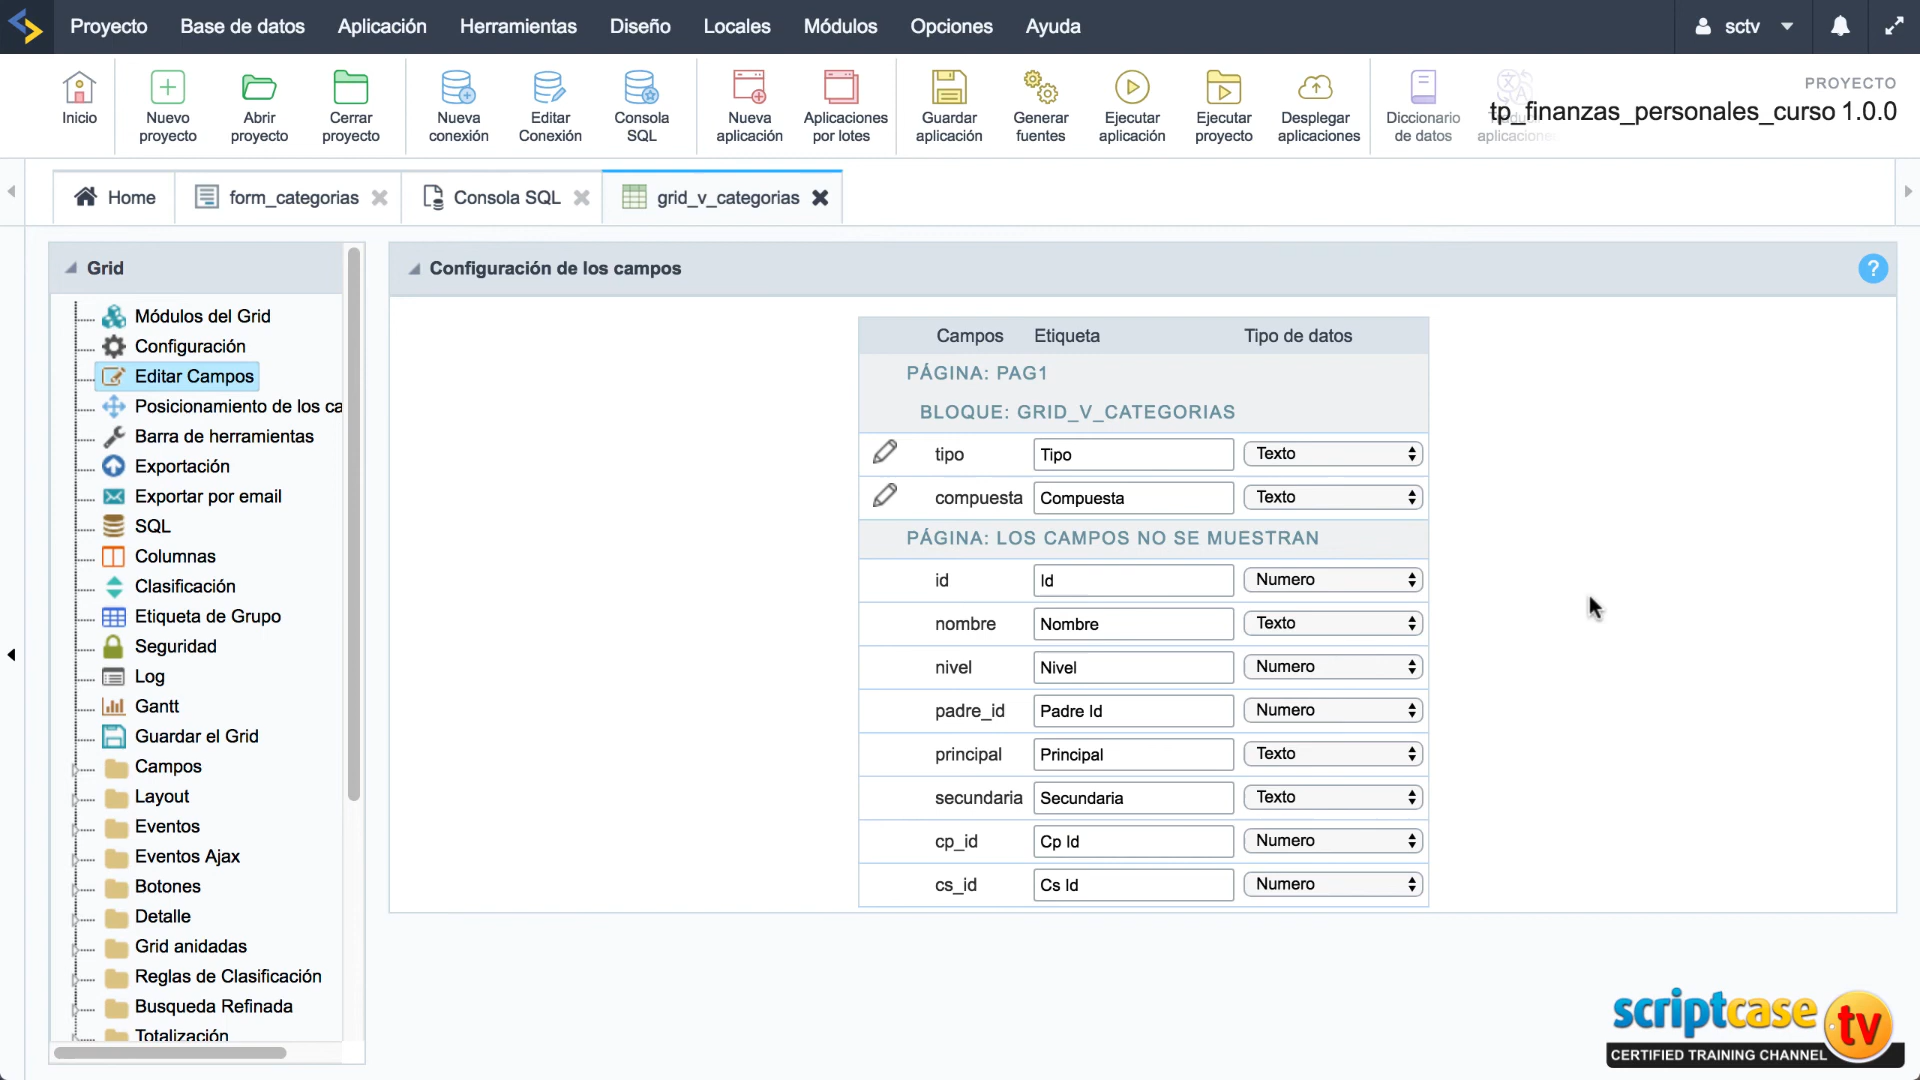 Proyecto Base de datos Aplicación Herramientas Diseño Locales Módulos Opciones Ayuda sctv
Inicio
Nuevo proyecto
Abrir proyecto
Cerrar proyecto
Nueva conexión
Editar Conexión
Consola SQL
Nueva aplicación
Aplicaciones por lotes
Guardar aplicación
Generar fuentes
Ejecutar aplicación
Ejecutar proyecto
Desplegar aplicaciones
Diccionario de datos
PROYECTO
tp_finanzas_personales_curso 1.0.0
Home form_categorias Consola SQL grid_v_categorias
Grid
Módulos del Grid
Configuración
Editar Campos
Posicionamiento de los ca
Barra de herramientas
Exportación
Exportar por email
SQL
Columnas
Clasificación
Etiqueta de Grupo
Seguridad
Log
Gantt
Guardar el Grid
Campos
Layout
Eventos
Eventos Ajax
Botones
Detalle
Grid anidadas
Reglas de Clasificación
Busqueda Refinada
Totalización
Configuración de los campos ?
Campos Etiqueta Tipo de datos
PÁGINA: PAG1
BLOQUE: GRID_V_CATEGORIAS
tipo Tipo Texto
compuesta Compuesta Texto
PÁGINA: LOS CAMPOS NO SE MUESTRAN
id Id Numero
nombre Nombre Texto
nivel Nivel Numero
padre_id Padre Id Numero
principal Principal Texto
secundaria Secundaria Texto
cp_id Cp Id Numero
cs_id Cs Id Numero
scriptcase tv
CERTIFIED TRAINING CHANNEL